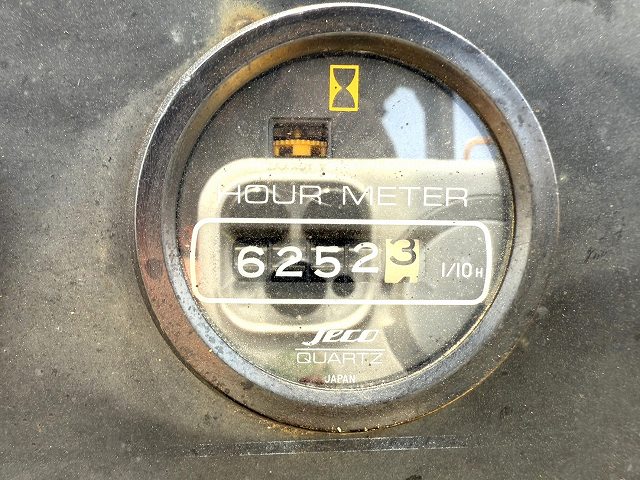 HOUR METER
62523 1/10H
Jeco
QUARTZ
JAPAN